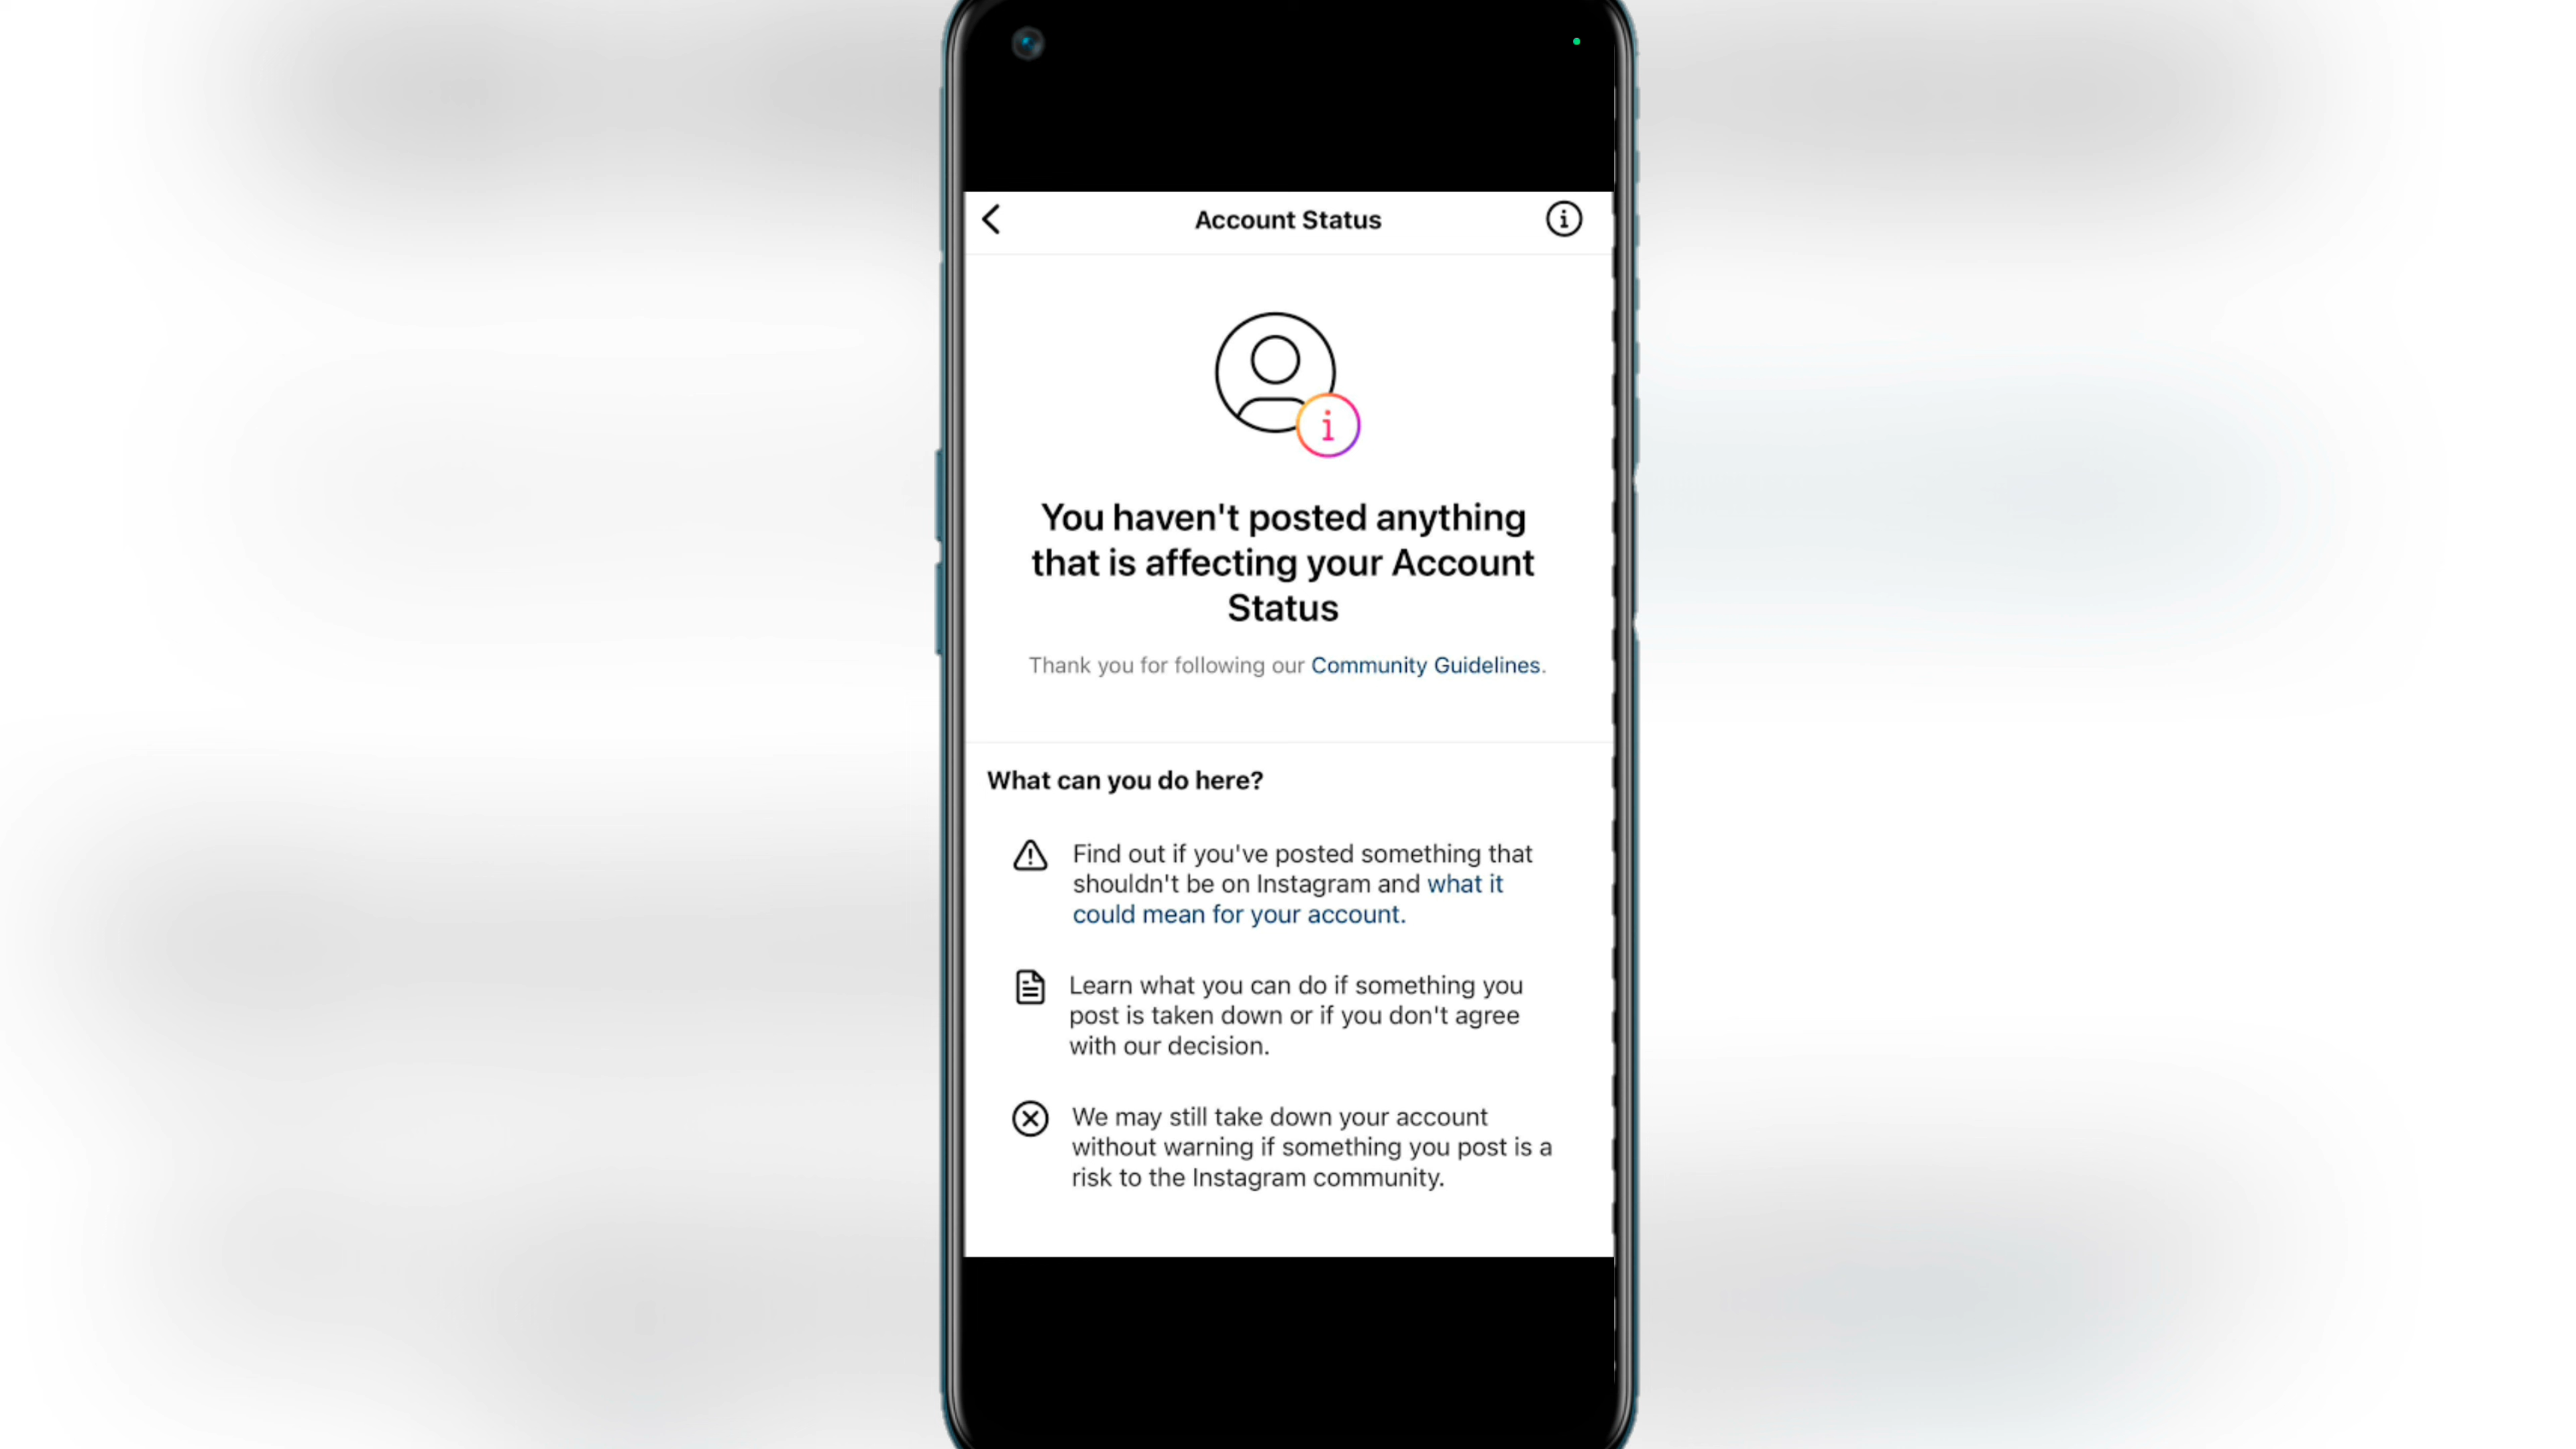 Account Status
You haven't posted anything
that is affecting your Account
Status
Thank you for following our Community Guidelines.
What can you do here?
Find out if you've posted something that
shouldn't be on Instagram and what it
could mean for your account.
Learn what you can do if something you
post is taken down or if you don't agree
with our decision.
We may still take down your account
without warning if something you post is a
risk to the Instagram community.